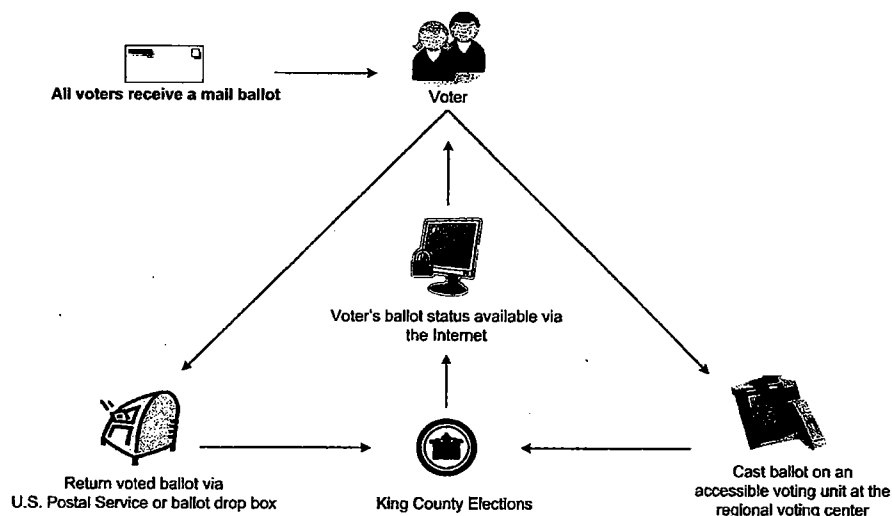 All voters receive a mail ballot
Voter
Voter's ballot status available via
the Internet
Return voted ballot via
U.S. Postal Service or ballot drop box
King County Elections
Cast ballot on an
accessible voting unit at the
regional voting center